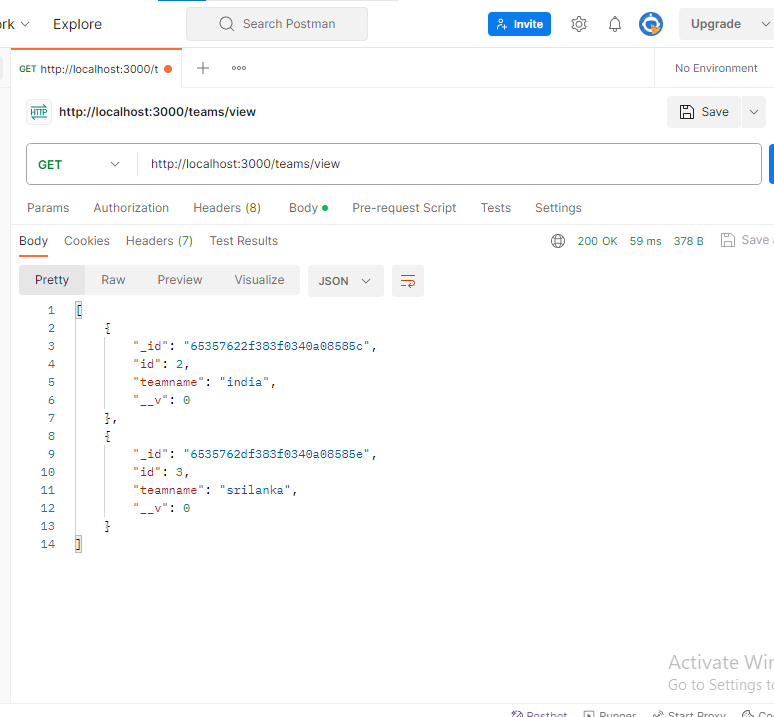 rk Explore Search Postman Invite Upgrade
GET http://localhost:3000/t No Environment
HTTP http://localhost:3000/teams/view Save
GET http://localhost:3000/teams/view
Params Authorization Headers (8) Body Pre-request Script Tests Settings
Body Cookies Headers (7) Test Results 200 OK 59 ms 378 B Save a
Pretty Raw Preview Visualize JSON
1 [
2 {
3 "_id": "65357622f383f0340a08585c",
4 "id": 2,
5 "teamname": "india",
6 "__v": 0
7 },
8 {
9 "_id": "6535762df383f0340a08585e",
10 "id": 3,
11 "teamname": "srilanka",
12 "__v": 0
13 }
14 ]
Activate Win
Go to Settings to
Postbot Runner Start Proxy Co